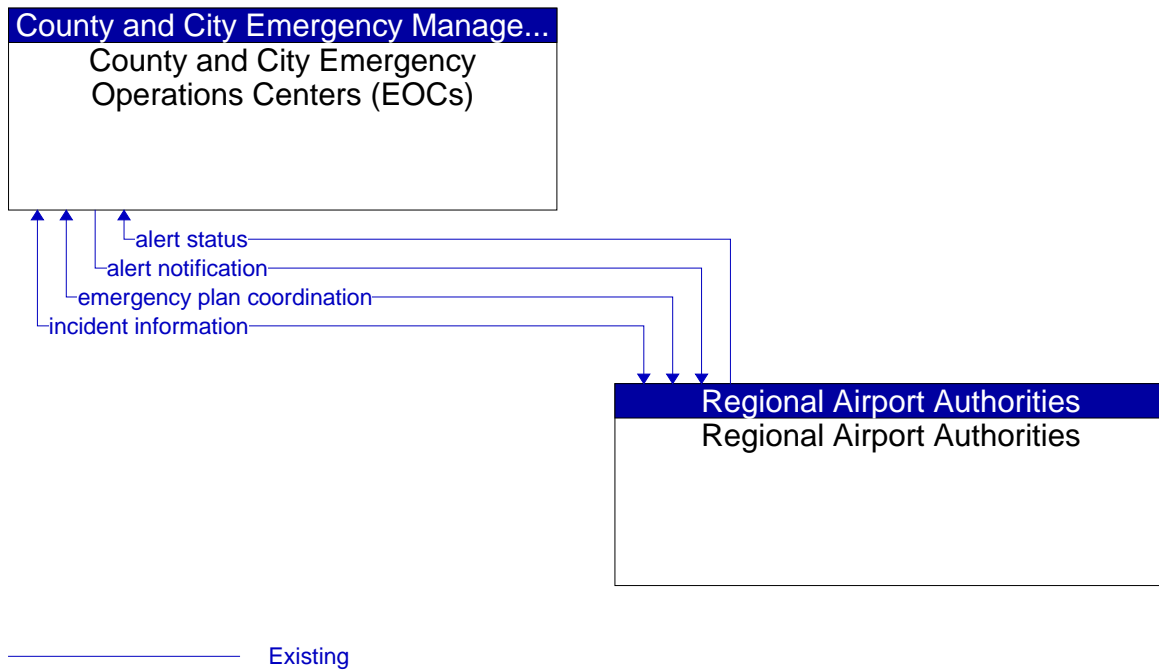 County and City Emergency Manage...
County and City Emergency
Operations Centers (EOCs)
alert status
alert notification
emergency plan coordination
incident information
Regional Airport Authorities
Regional Airport Authorities
Existing